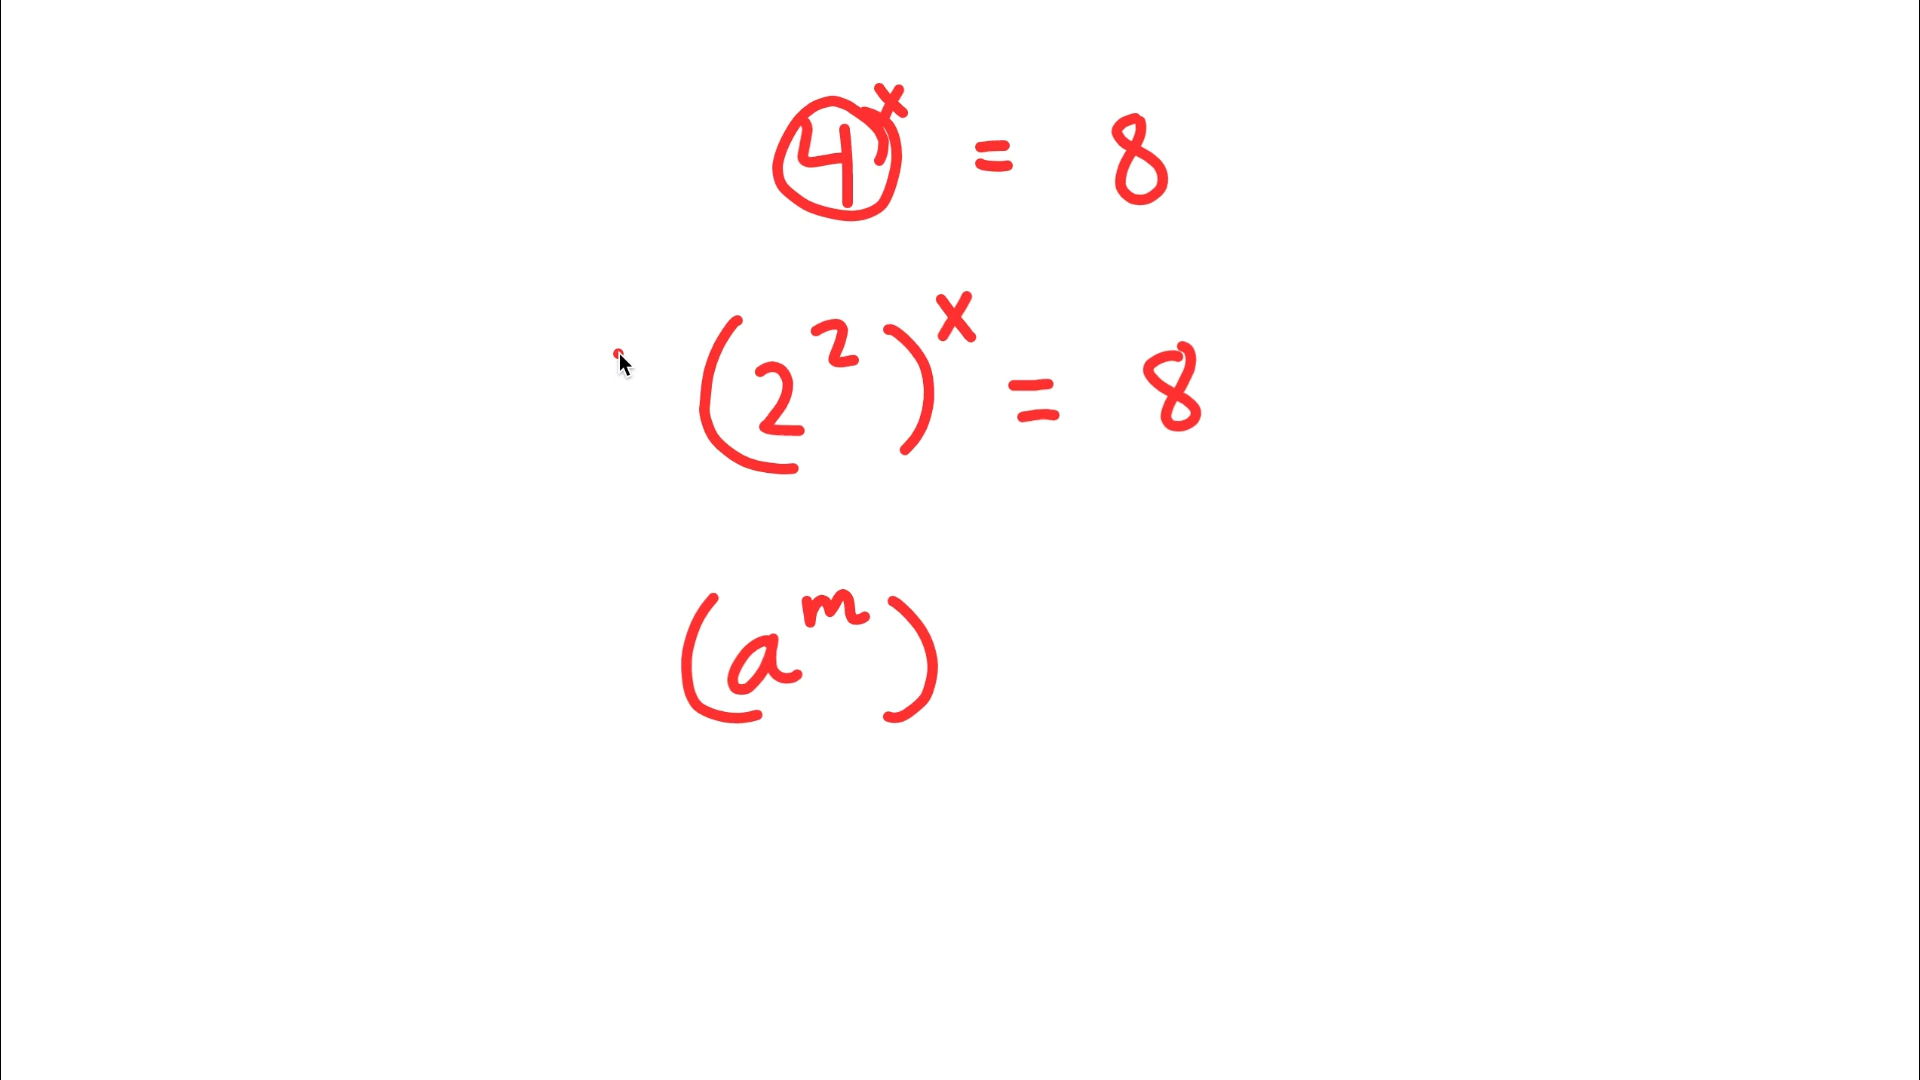 4^x = 8
(2^2)^x = 8
(a^m)